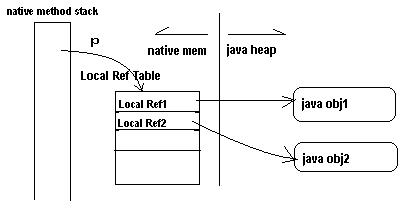 native method stack
p
native mem
java heap
Local Ref Table
Local Ref1
java obj1
Local Ref2
java obj2